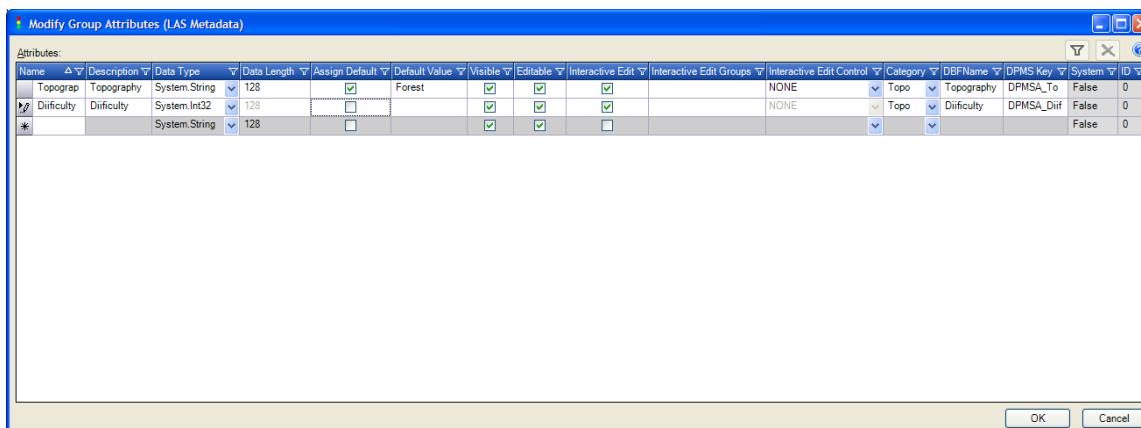 Modify Group Attributes (LAS Metadata)
Attributes:
Name Description Data Type Data Length Assign Default Default Value Visible Editable Interactive Edit Interactive Edit Groups Interactive Edit Control Category DBFName DPMS Key System ID
Topograp Topography System.String 128 Forest NONE Topo Topography DPMSA_To False 0
Diificulty Diificulty System.Int32 128 NONE Topo Diificulty DPMSA_Diif False 0
System.String 128 False 0
OK Cancel